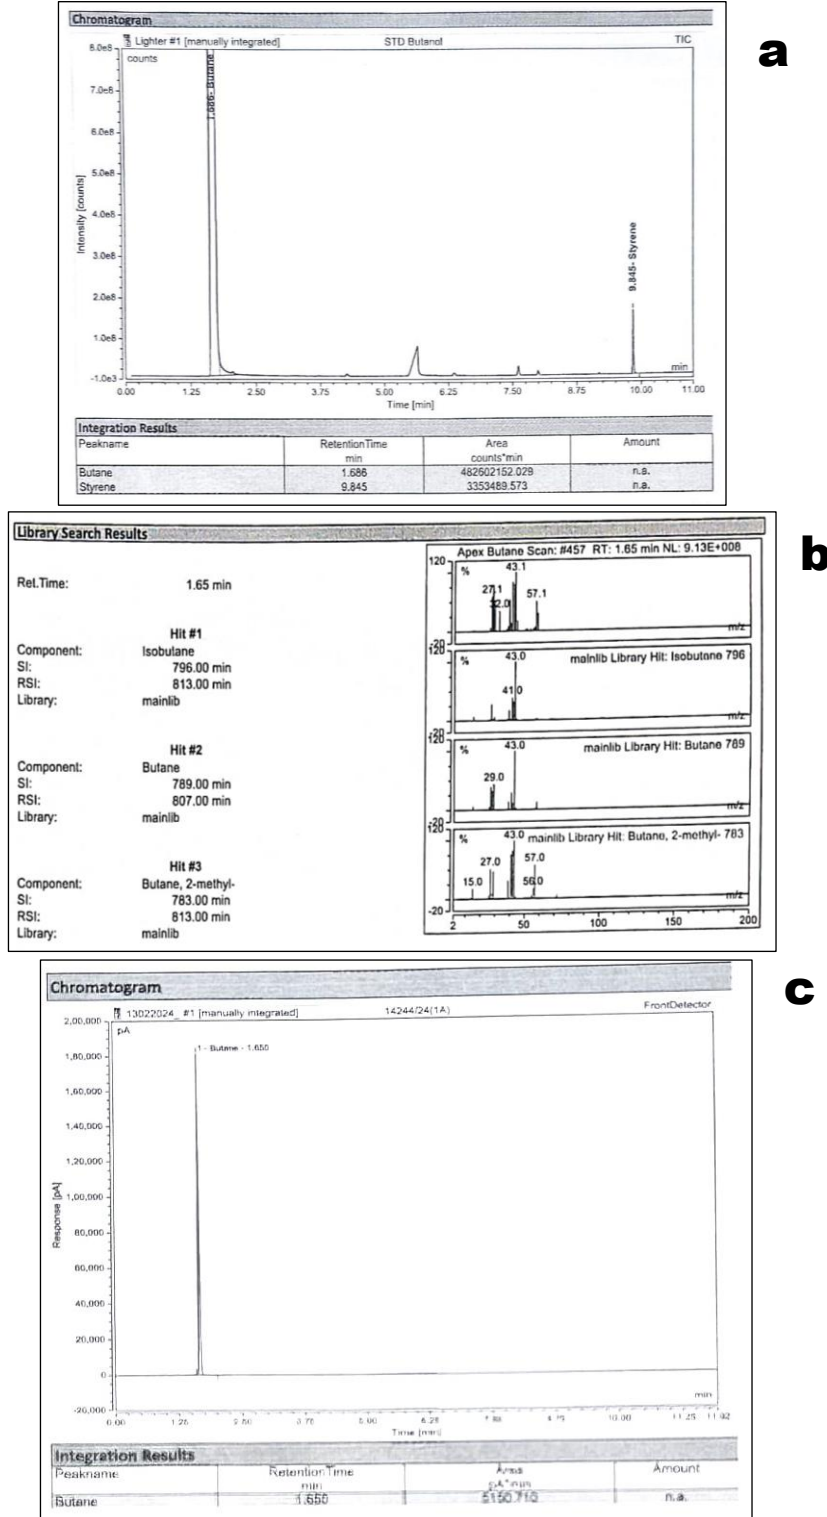 a
Chromatogram
Lighter #1 [manually integrated] STD Butanol TIC
8.0e8
counts
1.686- Butane
7.0e8
6.0e8
5.0e8
4.0e8
3.0e8
2.0e8
1.0e8
-1.0e3
Intensity [counts]
9.845- Styrene
min
0.00 1.25 2.50 3.75 5.00 6.25 7.50 8.75 10.00 11.00
Time [min]
Integration Results
Peakname RetentionTime Area Amount
min counts*min
Butane 1.686 482602152.029 n.a.
Styrene 9.845 3353489.573 n.a.
b
Library Search Results
Ret.Time: 1.65 min
Hit #1
Component: Isobutane
SI: 796.00 min
RSI: 813.00 min
Library: mainlib
Hit #2
Component: Butane
SI: 789.00 min
RSI: 807.00 min
Library: mainlib
Hit #3
Component: Butane, 2-methyl-
SI: 783.00 min
RSI: 813.00 min
Library: mainlib
Apex Butane Scan: #457 RT: 1.65 min NL: 9.13E+008
120
%
43.1
27.1
32.0
57.1
m/z
-20
120
%
43.0
mainlib Library Hit: Isobutane 796
41.0
m/z
-20
120
%
43.0
mainlib Library Hit: Butane 789
29.0
m/z
-20
120
%
43.0
mainlib Library Hit: Butane, 2-methyl- 783
27.0
57.0
15.0
56.0
m/z
-20
2 50 100 150 200
c
Chromatogram
13022024_ #1 [manually integrated] 14244/24(1A) FrontDetector
2,00,000
pA
1 - Butane - 1.650
1,80,000
1,60,000
1,40,000
1,20,000
1,00,000
80,000
60,000
40,000
20,000
0
-20,000
Response [pA]
min
0.00 1.25 2.50 3.75 5.00 6.25 10.00 11.25
Time [min]
Integration Results
Peakname RetentionTime Area Amount
min pA*min
Butane 1.650 5150.710 n.a.